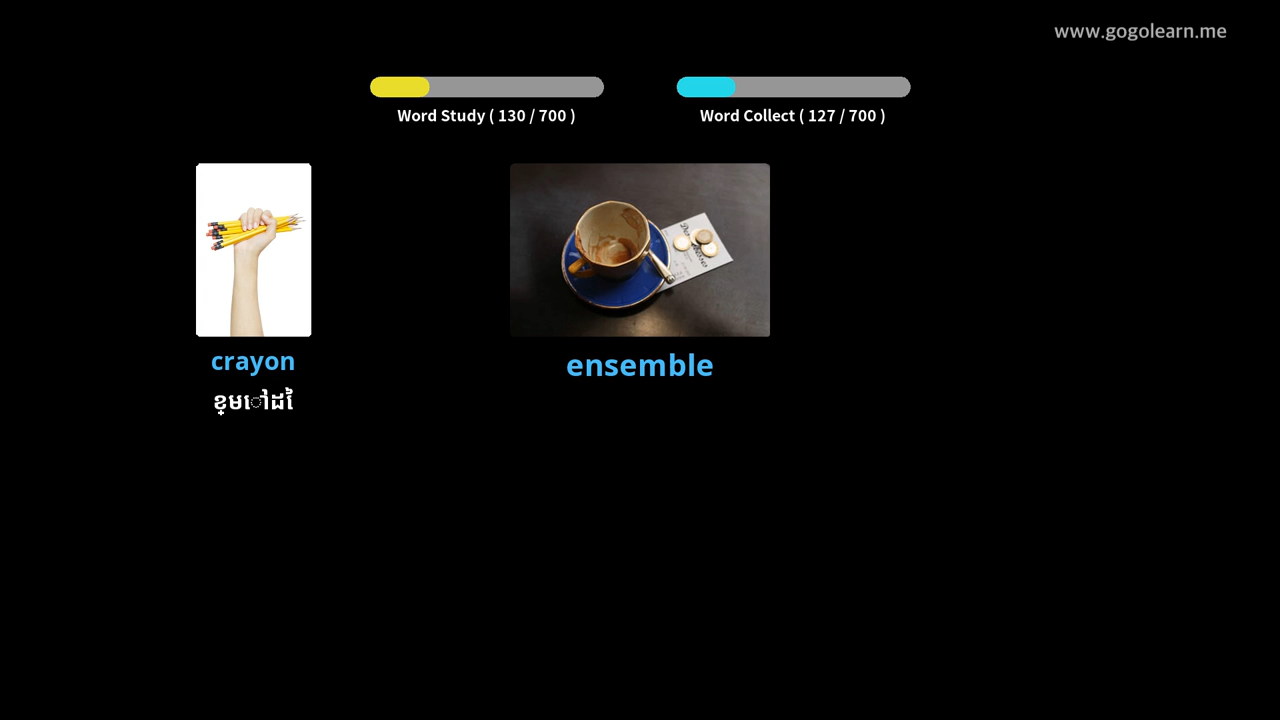 www.gogolearn.me
Word Study ( 130 / 700 )
Word Collect ( 127 / 700 )
crayon
ensemble
ខ្មៅដៃ